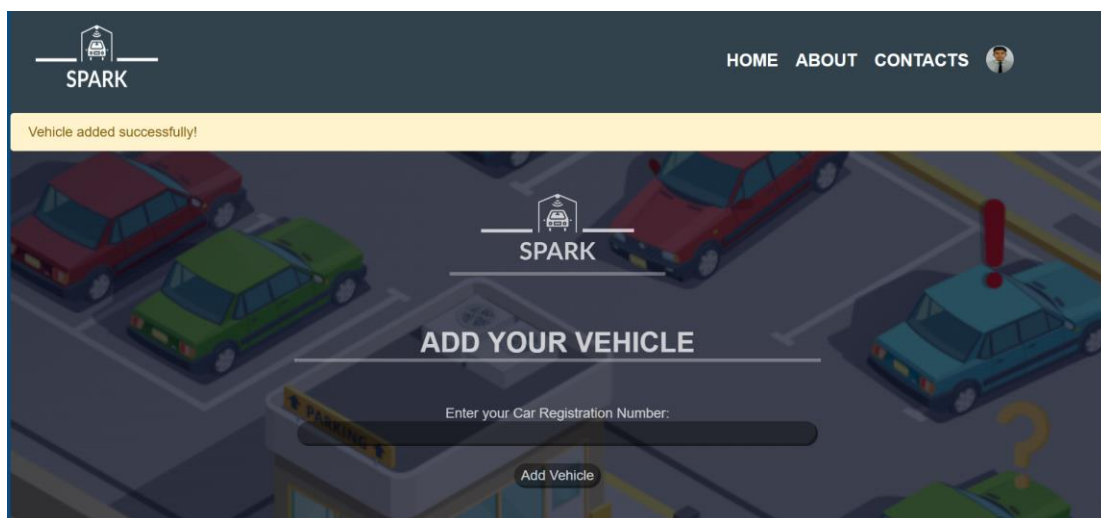 SPARK
HOME ABOUT CONTACTS
Vehicle added successfully!
SPARK
ADD YOUR VEHICLE
Enter your Car Registration Number:
PARKING
Add Vehicle